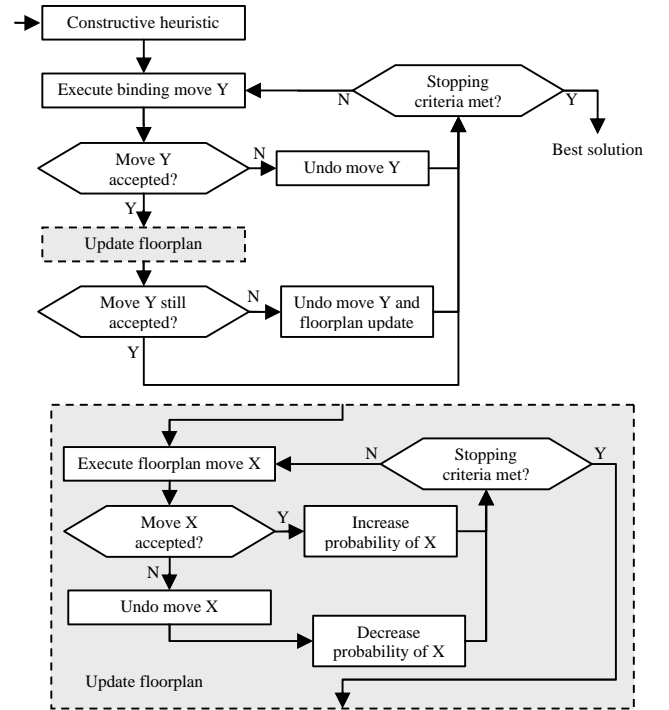 Constructive heuristic
Execute binding move Y
Stopping
criteria met?
N
Y
Best solution
Move Y
accepted?
N
Undo move Y
Y
Update floorplan
Move Y still
accepted?
N
Undo move Y and
floorplan update
Y
Execute floorplan move X
N
Stopping
criteria met?
Y
Move X
accepted?
Y
Increase
probability of X
N
Undo move X
Decrease
probability of X
Update floorplan